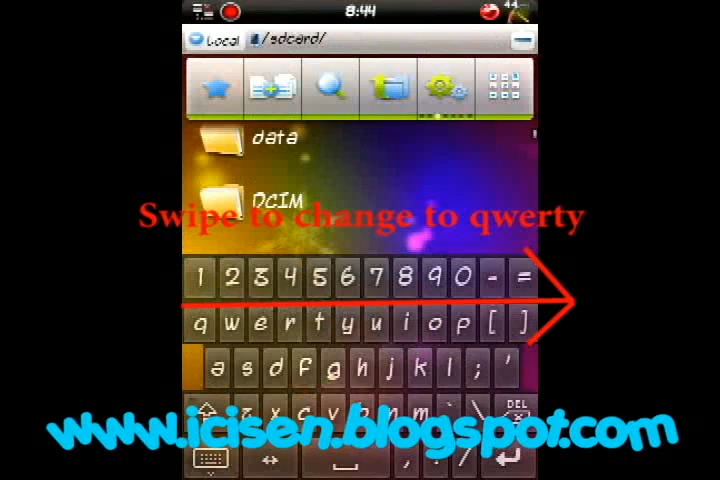 8:44
44
Local /sdcard/
data
DCIM
Swipe to change to qwerty
1 2 3 4 5 6 7 8 9 0 - =
q w e r t y u i o p [ ]
a s d f g h j k l ; '
z x c v b n m ` \ DEL
www.icisen.blogspot.com
, . /